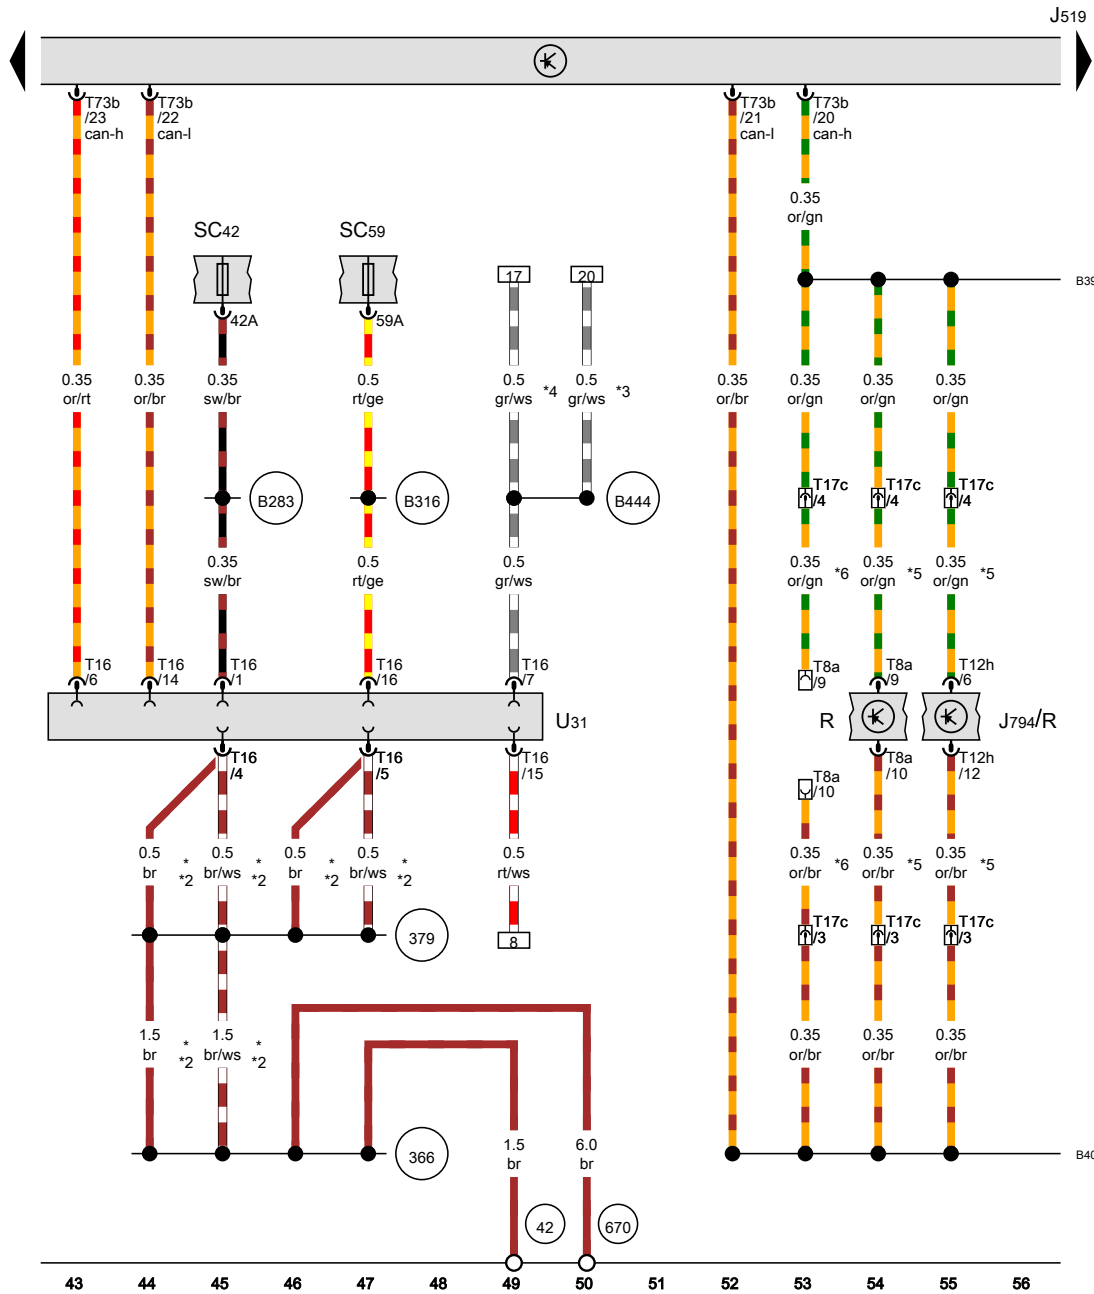 J519
T73b
/23
can-h
T73b
/22
can-l
T73b
/21
can-l
T73b
/20
can-h
0.35
or/gn
SC42
SC59
17
20
B39
42A
59A
0.35
or/rt
0.35
or/br
0.35
sw/br
0.5
rt/ge
0.5
gr/ws
*4
0.5
gr/ws
*3
0.35
or/br
0.35
or/gn
0.35
or/gn
0.35
or/gn
B283
B316
B444
T17c
/4
T17c
/4
T17c
/4
0.35
sw/br
0.5
rt/ge
0.5
gr/ws
0.35
or/gn
*6
0.35
or/gn
*5
0.35
or/gn
*5
T16
/6
T16
/14
T16
/1
T16
/16
T16
/7
T8a
/9
T8a
/9
T12h
/6
U31
R
J794/R
T16
/4
T16
/5
T16
/15
T8a
/10
T8a
/10
T12h
/12
0.5
br
*
*2
0.5
br/ws
*
*2
0.5
br
*
*2
0.5
br/ws
*
*2
0.5
rt/ws
0.35
or/br
*6
0.35
or/br
*5
0.35
or/br
*5
379
8
T17c
/3
T17c
/3
T17c
/3
1.5
br
*
*2
1.5
br/ws
*
*2
0.35
or/br
0.35
or/br
0.35
or/br
366
1.5
br
6.0
br
B40
42
670
43 44 45 46 47 48 49 50 51 52 53 54 55 56